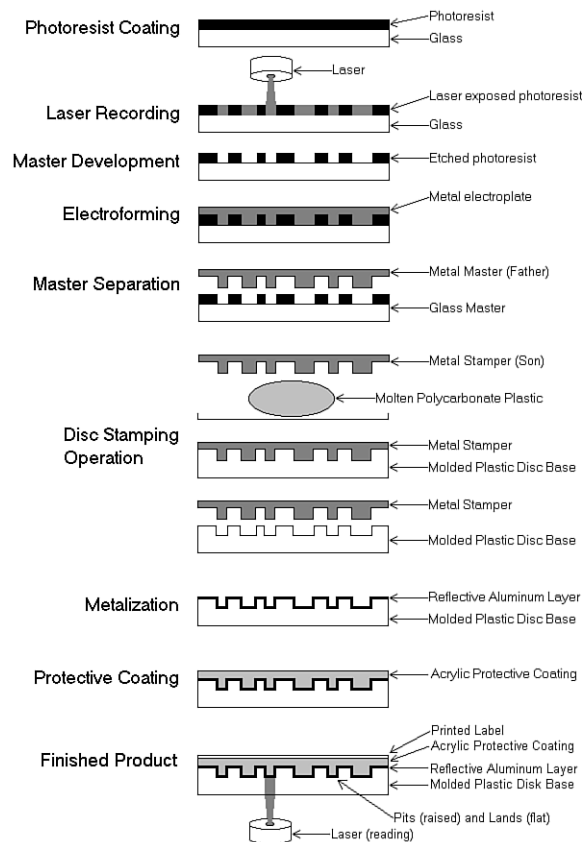 Photoresist Coating
Photoresist
Glass
Laser
Laser Recording
Laser exposed photoresist
Glass
Master Development
Etched photoresist
Electroforming
Metal electroplate
Master Separation
Metal Master (Father)
Glass Master
Metal Stamper (Son)
Molten Polycarbonate Plastic
Disc Stamping
Operation
Metal Stamper
Molded Plastic Disc Base
Metal Stamper
Molded Plastic Disc Base
Metalization
Reflective Aluminum Layer
Molded Plastic Disc Base
Protective Coating
Acrylic Protective Coating
Finished Product
Printed Label
Acrylic Protective Coating
Reflective Aluminum Layer
Molded Plastic Disk Base
Pits (raised) and Lands (flat)
Laser (reading)